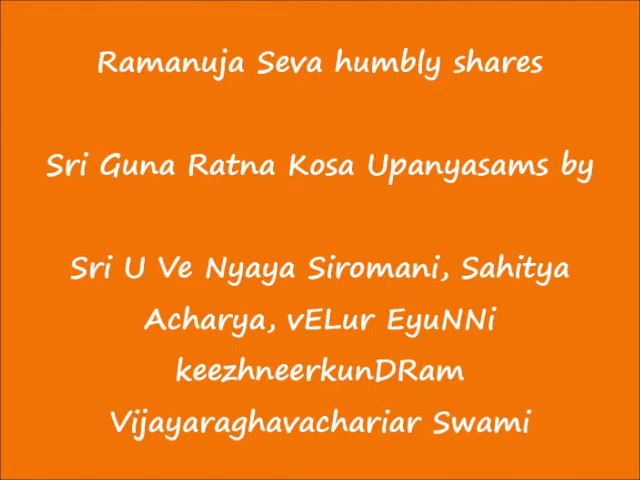 Ramanuja Seva humbly shares
Sri Guna Ratna Kosa Upanyasams by
Sri U Ve Nyaya Siromani, Sahitya
Acharya, vELur EyuNNi
keezhneerkunDRam
Vijayaraghavachariar Swami